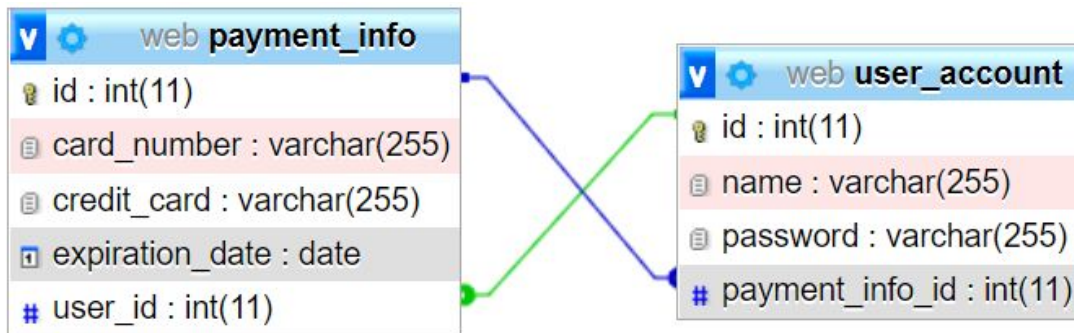 web payment_info
id : int(11)
card_number : varchar(255)
credit_card : varchar(255)
expiration_date : date
# user_id : int(11)
web user_account
id : int(11)
name : varchar(255)
password : varchar(255)
# payment_info_id : int(11)